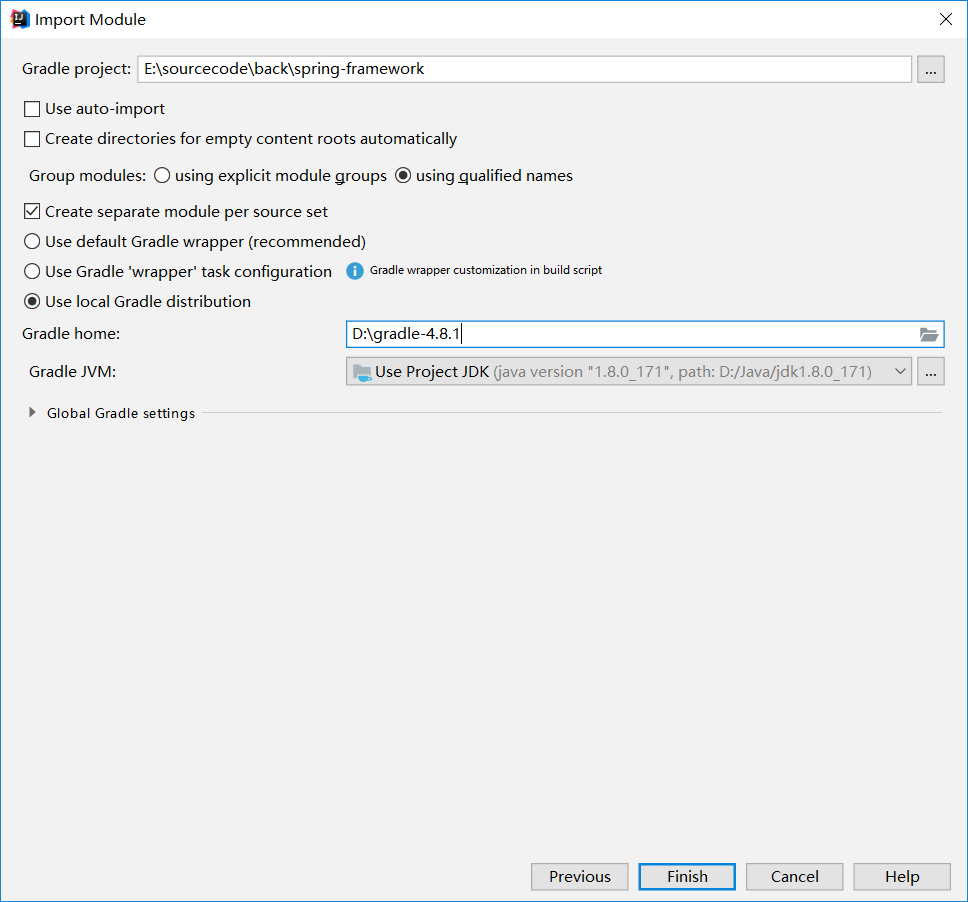 Import Module
Gradle project: E:\sourcecode\back\spring-framework ...
Use auto-import
Create directories for empty content roots automatically
Group modules: using explicit module groups using qualified names
Create separate module per source set
Use default Gradle wrapper (recommended)
Use Gradle 'wrapper' task configuration Gradle wrapper customization in build script
Use local Gradle distribution
Gradle home: D:\gradle-4.8.1
Gradle JVM: Use Project JDK (java version "1.8.0_171", path: D:/Java/jdk1.8.0_171) ...
Global Gradle settings
Previous Finish Cancel Help